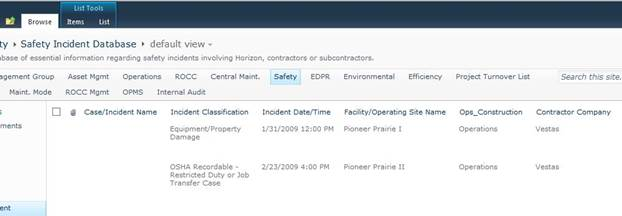 List Tools
Browse Items List
Safety Incident Database default view
base of essential information regarding safety incidents involving Horizon, contractors or subcontractors.
agement Group Asset Mgmt Operations ROCC Central Maint. Safety EDPR Environmental Efficiency Project Turnover List Search this site.
Maint. Mode ROCC Mgmt OPMS Internal Audit
Case/Incident Name Incident Classification Incident Date/Time Facility/Operating Site Name Ops_Construction Contractor Company
Equipment/Property 1/31/2009 12:00 PM Pioneer Prairie I Operations Vestas
Damage
OSHA Recordable - 2/23/2009 4:00 PM Pioneer Prairie II Operations Vestas
Restricted Duty or Job
Transfer Case